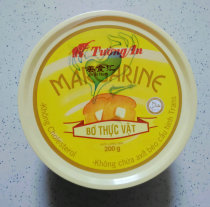 Tường An
MARGARINE
BƠ THỰC VẬT
200 g
-Không Cholesterol
-Không chứa axit béo cấu hình Trans